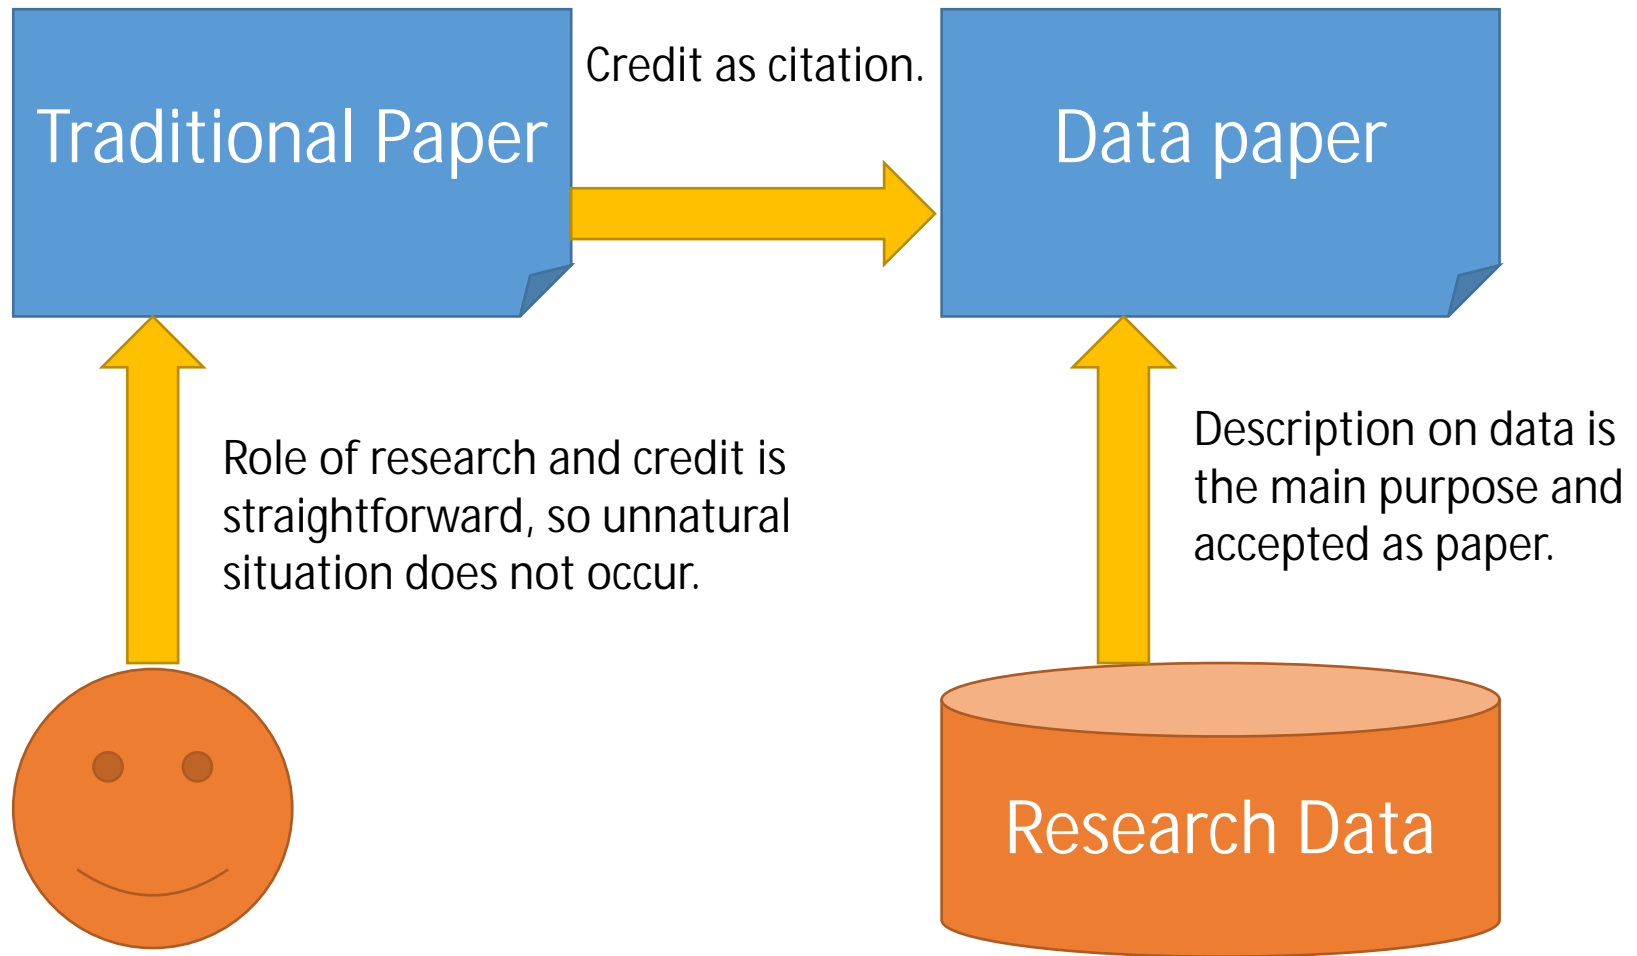 Traditional Paper
Credit as citation.
Data paper
Role of research and credit is
straightforward, so unnatural
situation does not occur.
Description on data is
the main purpose and
accepted as paper.
Research Data